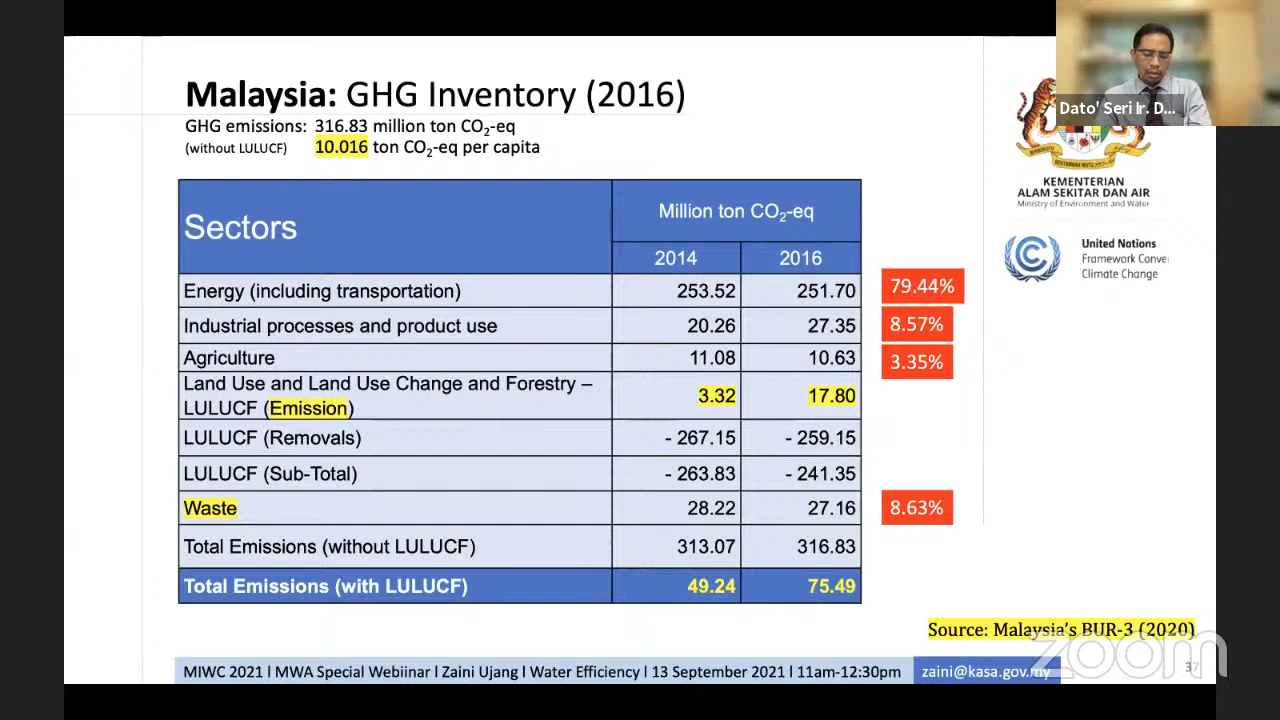 Malaysia: GHG Inventory (2016)
GHG emissions: 316.83 million ton CO₂-eq
(without LULUCF) 10.016 ton CO₂-eq per capita
Dato' Seri Ir. D...
KEMENTERIAN
ALAM SEKITAR DAN AIR
Ministry of Environment and Water
United Nations
Framework Conve
Climate Change
Sectors
Million ton CO₂-eq
2014 2016
Energy (including transportation) 253.52 251.70 79.44%
Industrial processes and product use 20.26 27.35 8.57%
Agriculture 11.08 10.63 3.35%
Land Use and Land Use Change and Forestry –
LULUCF (Emission) 3.32 17.80
LULUCF (Removals) - 267.15 - 259.15
LULUCF (Sub-Total) - 263.83 - 241.35
Waste 28.22 27.16 8.63%
Total Emissions (without LULUCF) 313.07 316.83
Total Emissions (with LULUCF) 49.24 75.49
Source: Malaysia's BUR-3 (2020)
zoom
37
MIWC 2021 l MWA Special Webiinar l Zaini Ujang l Water Efficiency l 13 September 2021 l 11am-12:30pm zaini@kasa.gov.my